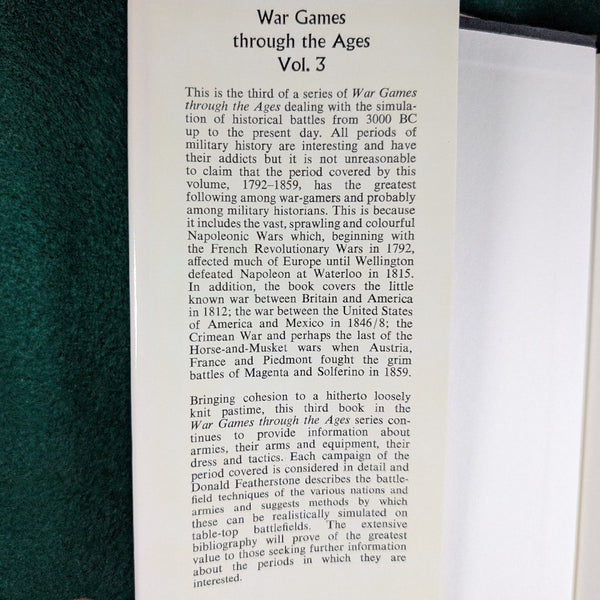 War Games
through the Ages
Vol. 3
This is the third of a series of War Games
through the Ages dealing with the simula-
tion of historical battles from 3000 BC
up to the present day. All periods of
military history are interesting and have
their addicts but it is not unreasonable
to claim that the period covered by this
volume, 1792–1859, has the greatest
following among war-gamers and probably
among military historians. This is because
it includes the vast, sprawling and colourful
Napoleonic Wars which, beginning with
the French Revolutionary Wars in 1792,
affected much of Europe until Wellington
defeated Napoleon at Waterloo in 1815.
In addition, the book covers the little
known war between Britain and America
in 1812; the war between the United States
of America and Mexico in 1846/8; the
Crimean War and perhaps the last of the
Horse-and-Musket wars when Austria,
France and Piedmont fought the grim
battles of Magenta and Solferino in 1859.
Bringing cohesion to a hitherto loosely
knit pastime, this third book in the
War Games through the Ages series con-
tinues to provide information about
armies, their arms and equipment, their
dress and tactics. Each campaign of the
period covered is considered in detail and
Donald Featherstone describes the battle-
field techniques of the various nations and
armies and suggests methods by which
these can be realistically simulated on
table-top battlefields. The extensive
bibliography will prove of the greatest
value to those seeking further information
about the periods in which they are
interested.